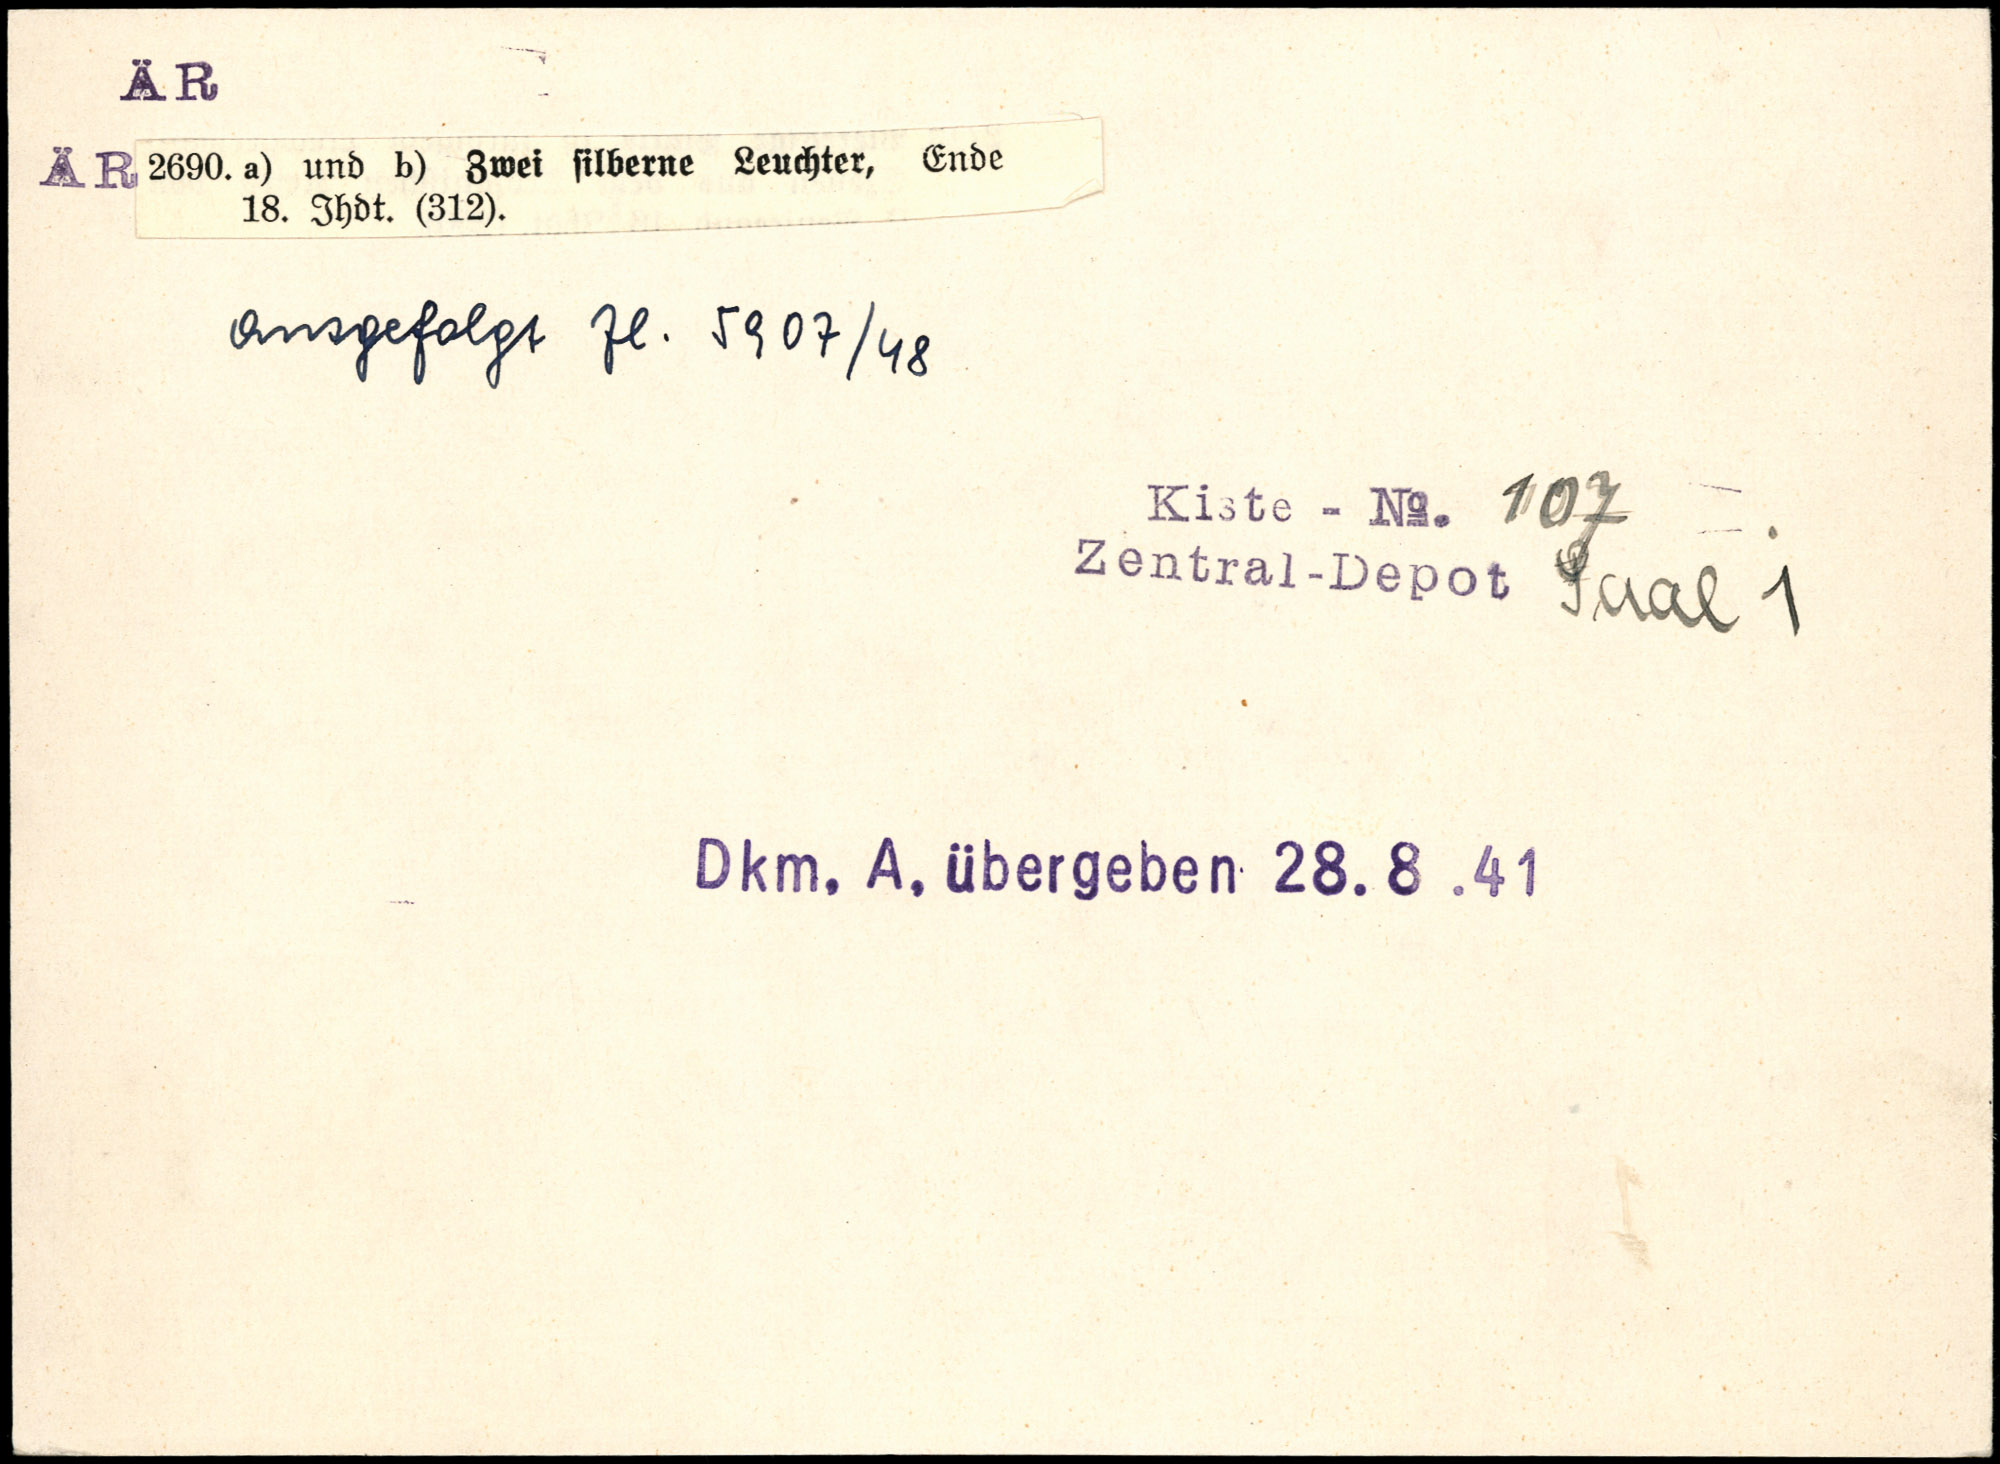 ÄR
ÄR 2690. a) und b) Zwei silberne Leuchter, Ende
18. Jhdt. (312).
ausgefolgt Zl. 5907/48
Kiste - No. 107
Zentral-Depot Saal 1
Dkm. A. übergeben 28. 8 .41